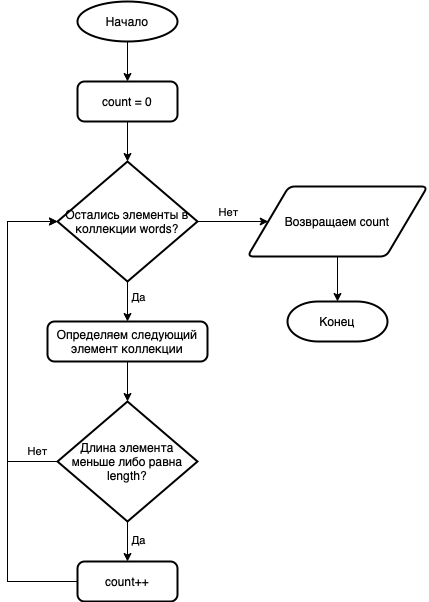 Начало
count = 0
Остались элементы в
коллекции words?
Нет
Возвращаем count
Да
Конец
Определяем следующий
элемент коллекции
Длина элемента
меньше либо равна
length?
Нет
Да
count++